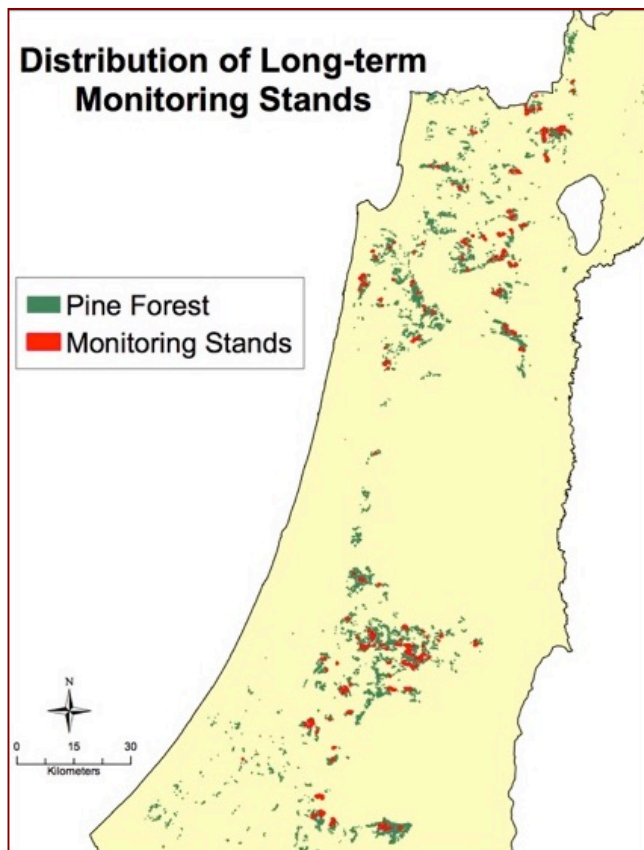 Distribution of Long-term
Monitoring Stands
Pine Forest
Monitoring Stands
N
0 15 30
Kilometers